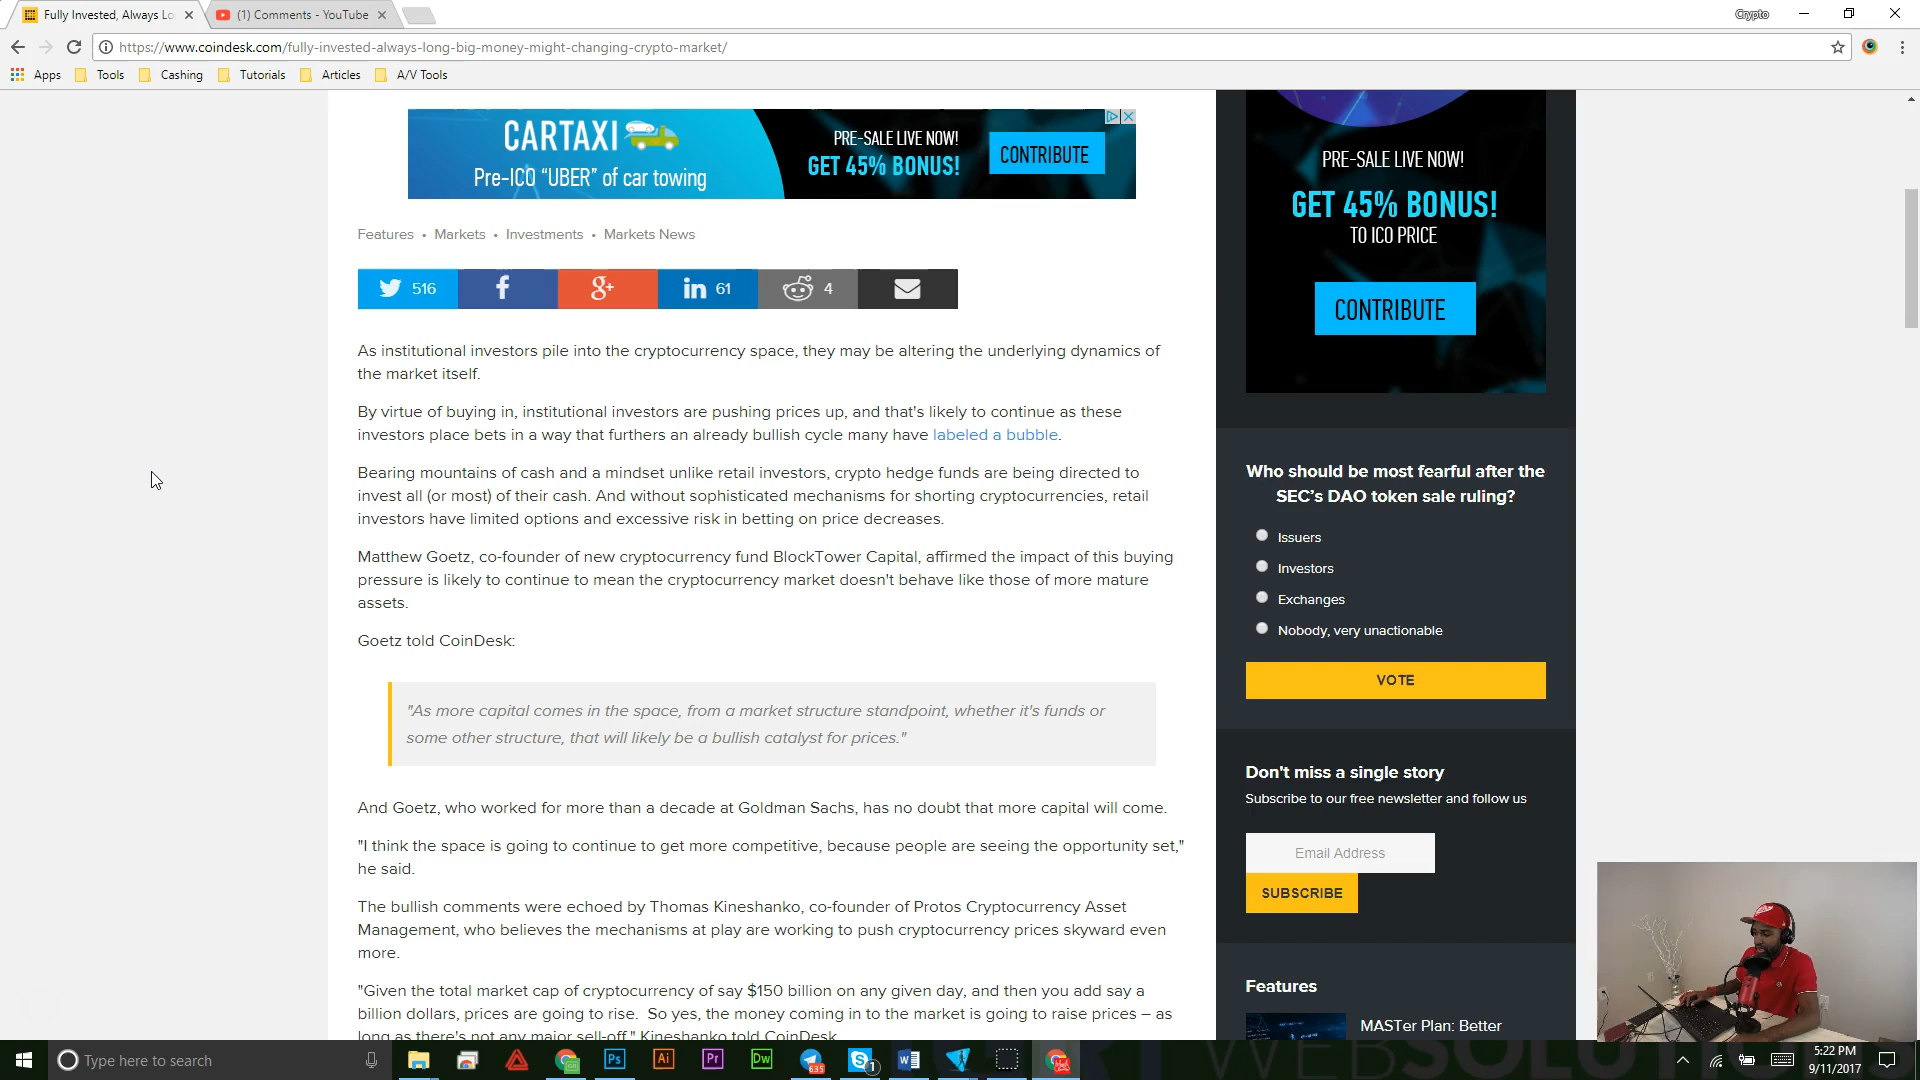 Fully Invested, Always Lo
(1) Comments - YouTube
Crypto
https://www.coindesk.com/fully-invested-always-long-big-money-might-changing-crypto-market/
Apps
Tools
Cashing
Tutorials
Articles
A/V Tools
CARTAXI
Pre-ICO “UBER” of car towing
PRE-SALE LIVE NOW!
GET 45% BONUS!
CONTRIBUTE
Features • Markets • Investments • Markets News
516
61
4
As institutional investors pile into the cryptocurrency space, they may be altering the underlying dynamics of
the market itself.
By virtue of buying in, institutional investors are pushing prices up, and that's likely to continue as these
investors place bets in a way that furthers an already bullish cycle many have labeled a bubble.
Bearing mountains of cash and a mindset unlike retail investors, crypto hedge funds are being directed to
invest all (or most) of their cash. And without sophisticated mechanisms for shorting cryptocurrencies, retail
investors have limited options and excessive risk in betting on price decreases.
Matthew Goetz, co-founder of new cryptocurrency fund BlockTower Capital, affirmed the impact of this buying
pressure is likely to continue to mean the cryptocurrency market doesn't behave like those of more mature
assets.
Goetz told CoinDesk:
"As more capital comes in the space, from a market structure standpoint, whether it's funds or
some other structure, that will likely be a bullish catalyst for prices."
And Goetz, who worked for more than a decade at Goldman Sachs, has no doubt that more capital will come.
"I think the space is going to continue to get more competitive, because people are seeing the opportunity set,"
he said.
The bullish comments were echoed by Thomas Kineshanko, co-founder of Protos Cryptocurrency Asset
Management, who believes the mechanisms at play are working to push cryptocurrency prices skyward even
more.
"Given the total market cap of cryptocurrency of say $150 billion on any given day, and then you add say a
billion dollars, prices are going to rise. So yes, the money coming in to the market is going to raise prices – as
long as there's not any major sell-off," Kineshanko told CoinDesk.
PRE-SALE LIVE NOW!
GET 45% BONUS!
TO ICO PRICE
CONTRIBUTE
Who should be most fearful after the
SEC’s DAO token sale ruling?
Issuers
Investors
Exchanges
Nobody, very unactionable
VOTE
Don't miss a single story
Subscribe to our free newsletter and follow us
Email Address
SUBSCRIBE
Features
MASTer Plan: Better
Type here to search
Ps
Ai
Pr
Dw
635
1
WEBSOLUT
5:22 PM
9/11/2017